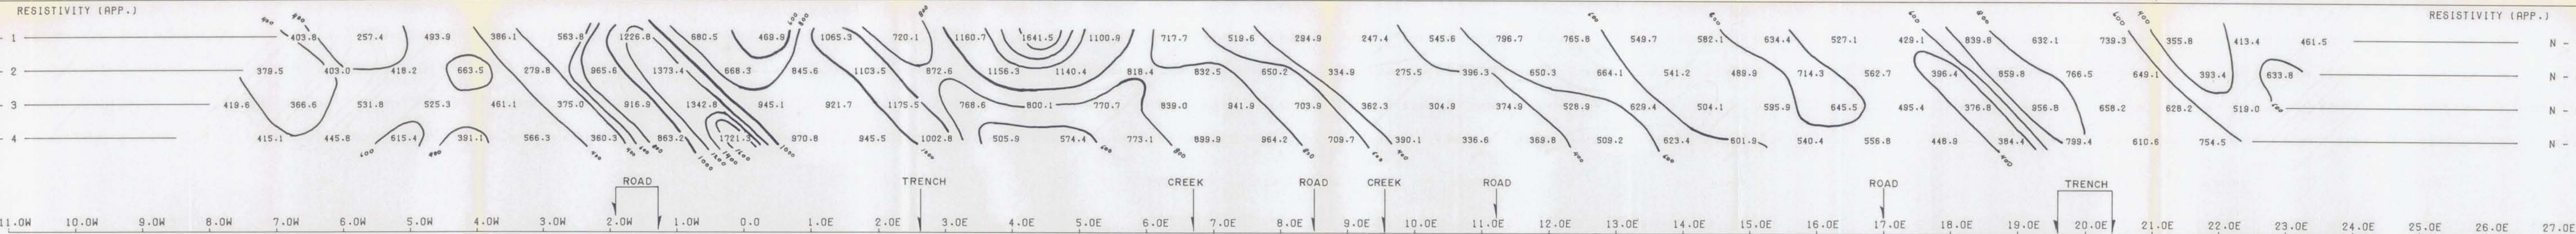 RESISTIVITY (APP.) RESISTIVITY (APP.)
1 403.8 257.4 493.9 386.1 563.8 1226.8 680.5 469.9 1065.3 720.1 1160.7 1641.5 1100.9 717.7 519.6 294.9 247.4 545.6 796.7 765.8 549.7 582.1 634.4 527.1 429.1 839.8 632.1 739.3 355.8 413.4 461.5 N -
2 379.5 403.0 418.2 663.5 279.8 965.6 1373.4 668.3 845.6 1103.5 872.6 1156.3 1140.4 818.4 832.5 650.2 334.9 275.5 396.3 650.3 664.1 541.2 489.9 714.3 562.7 396.4 859.8 766.5 649.1 393.4 633.8 N -
3 419.6 366.6 531.8 525.3 461.1 375.0 916.9 1342.8 945.1 921.7 1175.5 768.6 800.1 770.7 839.0 941.9 703.9 362.3 304.9 374.9 528.9 629.4 504.1 595.9 645.5 495.4 376.8 956.8 658.2 628.2 519.0 N -
4 415.1 445.8 615.4 391.1 566.3 360.3 863.2 1721.3 970.8 945.5 1002.8 505.9 574.4 773.1 899.9 964.2 709.7 390.1 336.6 369.8 509.2 623.4 601.9 540.4 556.8 448.9 384.4 799.4 610.6 754.5 N -
ROAD TRENCH CREEK ROAD CREEK ROAD ROAD TRENCH
11.0W 10.0W 9.0W 8.0W 7.0W 6.0W 5.0W 4.0W 3.0W 2.0W 1.0W 0.0 1.0E 2.0E 3.0E 4.0E 5.0E 6.0E 7.0E 8.0E 9.0E 10.0E 11.0E 12.0E 13.0E 14.0E 15.0E 16.0E 17.0E 18.0E 19.0E 20.0E 21.0E 22.0E 23.0E 24.0E 25.0E 26.0E 27.0E